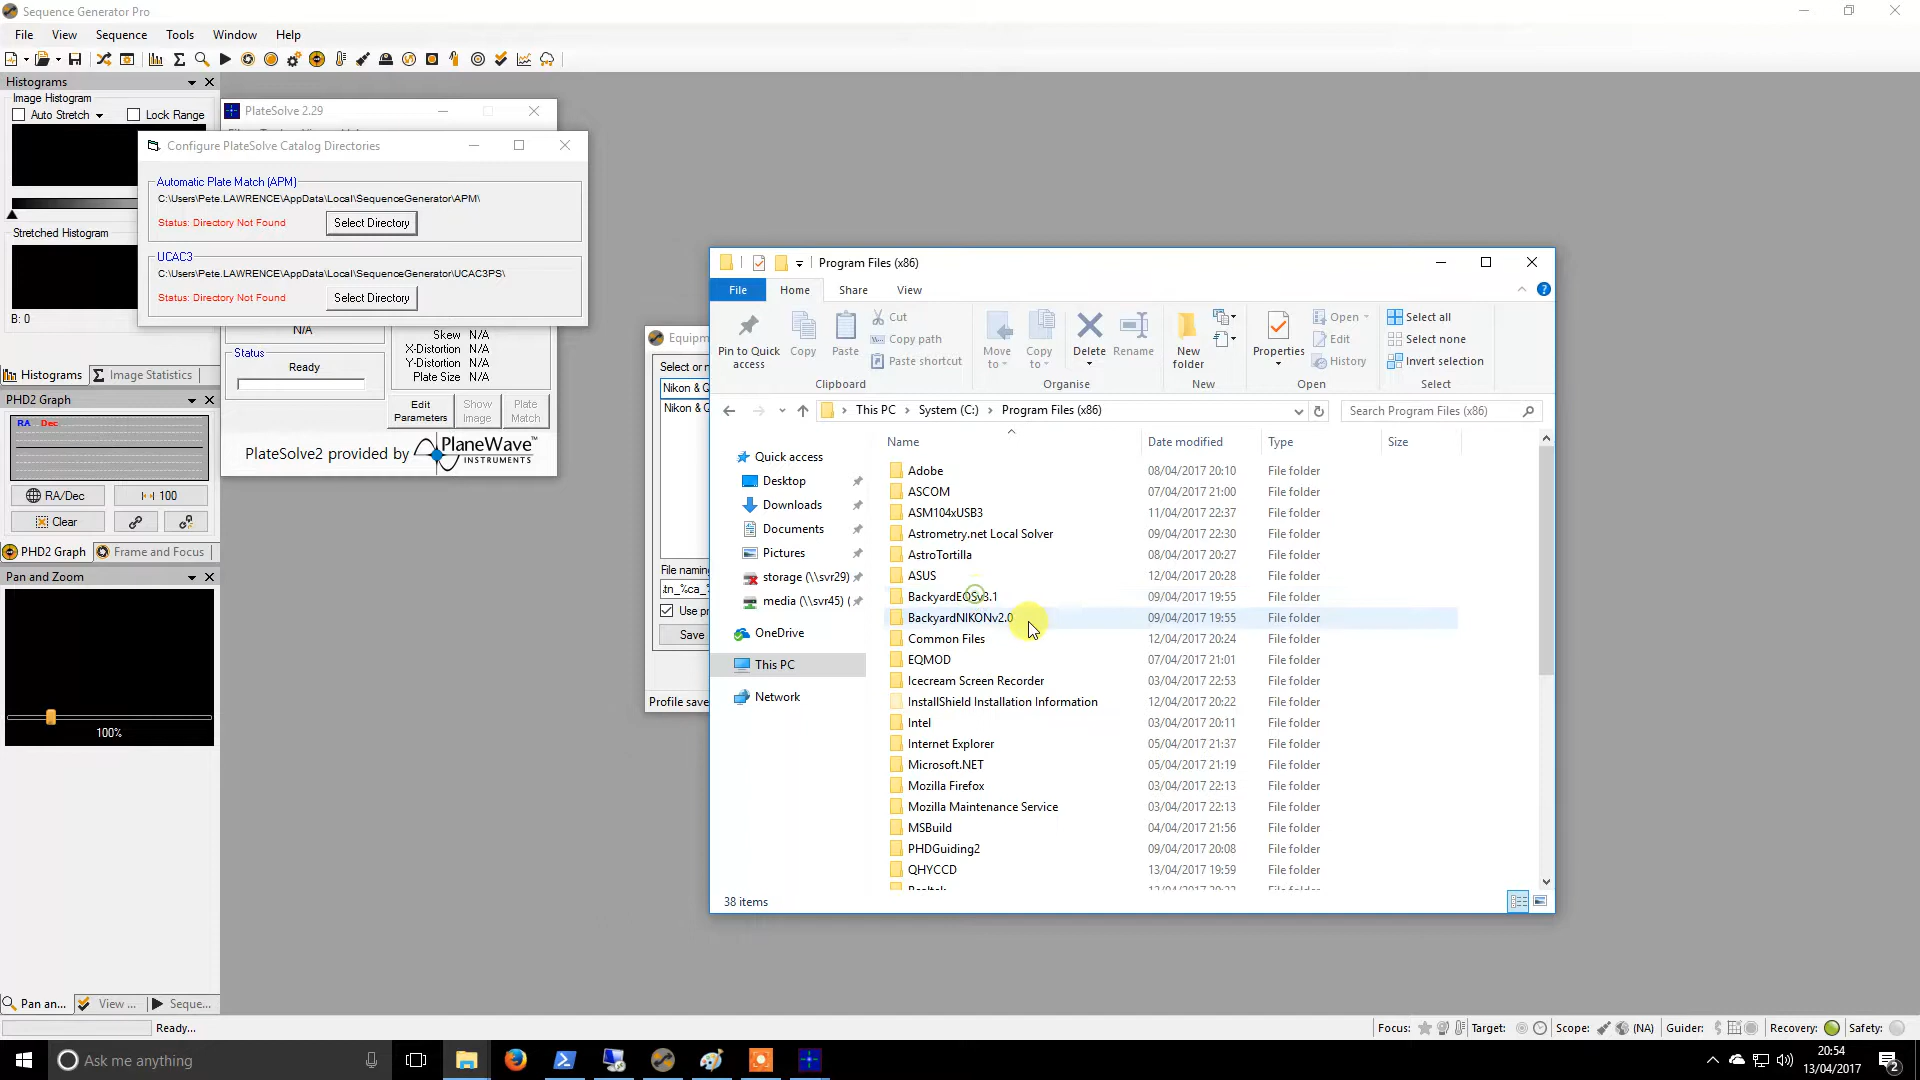 Sequence Generator Pro
File View Sequence Tools Window Help
Histograms
Image Histogram
Auto Stretch Lock Range
Stretched Histogram
B: 0
Histograms Image Statistics
PHD2 Graph
RA Dec
RA/Dec 100
Clear
PHD2 Graph Frame and Focus
Pan and Zoom
100%
Pan an... View ... Seque...
PlateSolve 2.29
Configure PlateSolve Catalog Directories
Automatic Plate Match (APM)
C:\Users\Pete.LAWRENCE\AppData\Local\SequenceGenerator\APM\
Status: Directory Not Found Select Directory
UCAC3
C:\Users\Pete.LAWRENCE\AppData\Local\SequenceGenerator\UCAC3PS\
Status: Directory Not Found Select Directory
N/A
Skew N/A
X-Distortion N/A
Y-Distortion N/A
Plate Size N/A
Status
Ready
Edit Parameters
Show Image
Plate Match
PlateSolve2 provided by PlaneWave INSTRUMENTS
Equipm
Select or n
Nikon & Q
Nikon & Q
File naming
Use pr
Save
Profile save
Program Files (x86)
File Home Share View
Pin to Quick access
Copy
Paste
Cut
Copy path
Paste shortcut
Clipboard
Move to
Copy to
Delete
Rename
Organise
New folder
New
Properties
Open
Edit
History
Open
Select all
Select none
Invert selection
Select
This PC System (C:) Program Files (x86)
Search Program Files (x86)
Quick access
Desktop
Downloads
Documents
Pictures
storage (\\svr29)
media (\\svr45) (
OneDrive
This PC
Network
Name Date modified Type Size
Adobe 08/04/2017 20:10 File folder
ASCOM 07/04/2017 21:00 File folder
ASM104xUSB3 11/04/2017 22:37 File folder
Astrometry.net Local Solver 09/04/2017 22:30 File folder
AstroTortilla 08/04/2017 20:27 File folder
ASUS 12/04/2017 20:28 File folder
BackyardEOSv3.1 09/04/2017 19:55 File folder
BackyardNIKONv2.0 09/04/2017 19:55 File folder
Common Files 12/04/2017 20:24 File folder
EQMOD 07/04/2017 21:01 File folder
Icecream Screen Recorder 03/04/2017 22:53 File folder
InstallShield Installation Information 12/04/2017 20:22 File folder
Intel 03/04/2017 20:11 File folder
Internet Explorer 05/04/2017 21:37 File folder
Microsoft.NET 05/04/2017 21:19 File folder
Mozilla Firefox 03/04/2017 22:13 File folder
Mozilla Maintenance Service 03/04/2017 22:13 File folder
MSBuild 04/04/2017 21:56 File folder
PHDGuiding2 09/04/2017 20:08 File folder
QHYCCD 13/04/2017 19:59 File folder
38 items
Ready...
Focus: Target: Scope: (NA) Guider: Recovery: Safety:
Ask me anything
20:54
13/04/2017
2